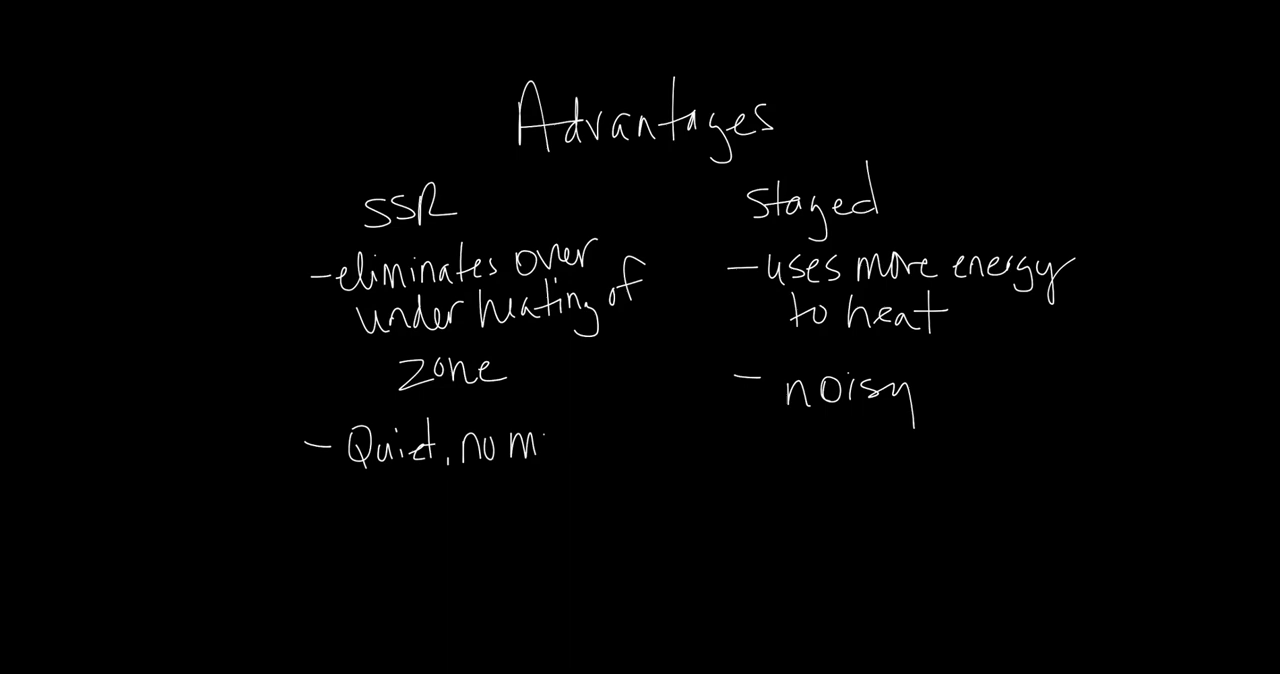 Advantages
SSR
- eliminates over
under heating of
zone
- Quiet, no m
Staged
- uses more energy
to heat
- noisy